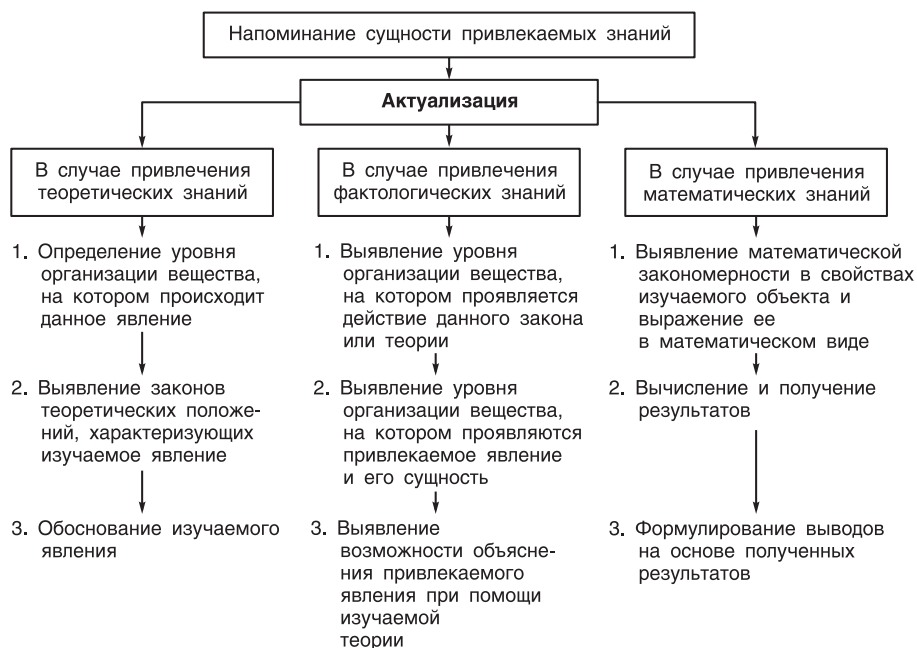 Напоминание сущности привлекаемых знаний
Актуализация
В случае привлечения
теоретических знаний
1. Определение уровня
организации вещества,
на котором происходит
данное явление
2. Выявление законов
теоретических положе-
ний, характеризующих
изучаемое явление
3. Обоснование изучаемого
явления
В случае привлечения
фактологических знаний
1. Выявление уровня
организации вещества,
на котором проявляется
действие данного закона
или теории
2. Выявление уровня
организации вещества,
на котором проявляются
привлекаемое явление
и его сущность
3. Выявление
возможности объясне-
ния привлекаемого
явления при помощи
изучаемой
теории
В случае привлечения
математических знаний
1. Выявление математической
закономерности в свойствах
изучаемого объекта и
выражение ее
в математическом виде
2. Вычисление и получение
результатов
3. Формулирование выводов
на основе полученных
результатов